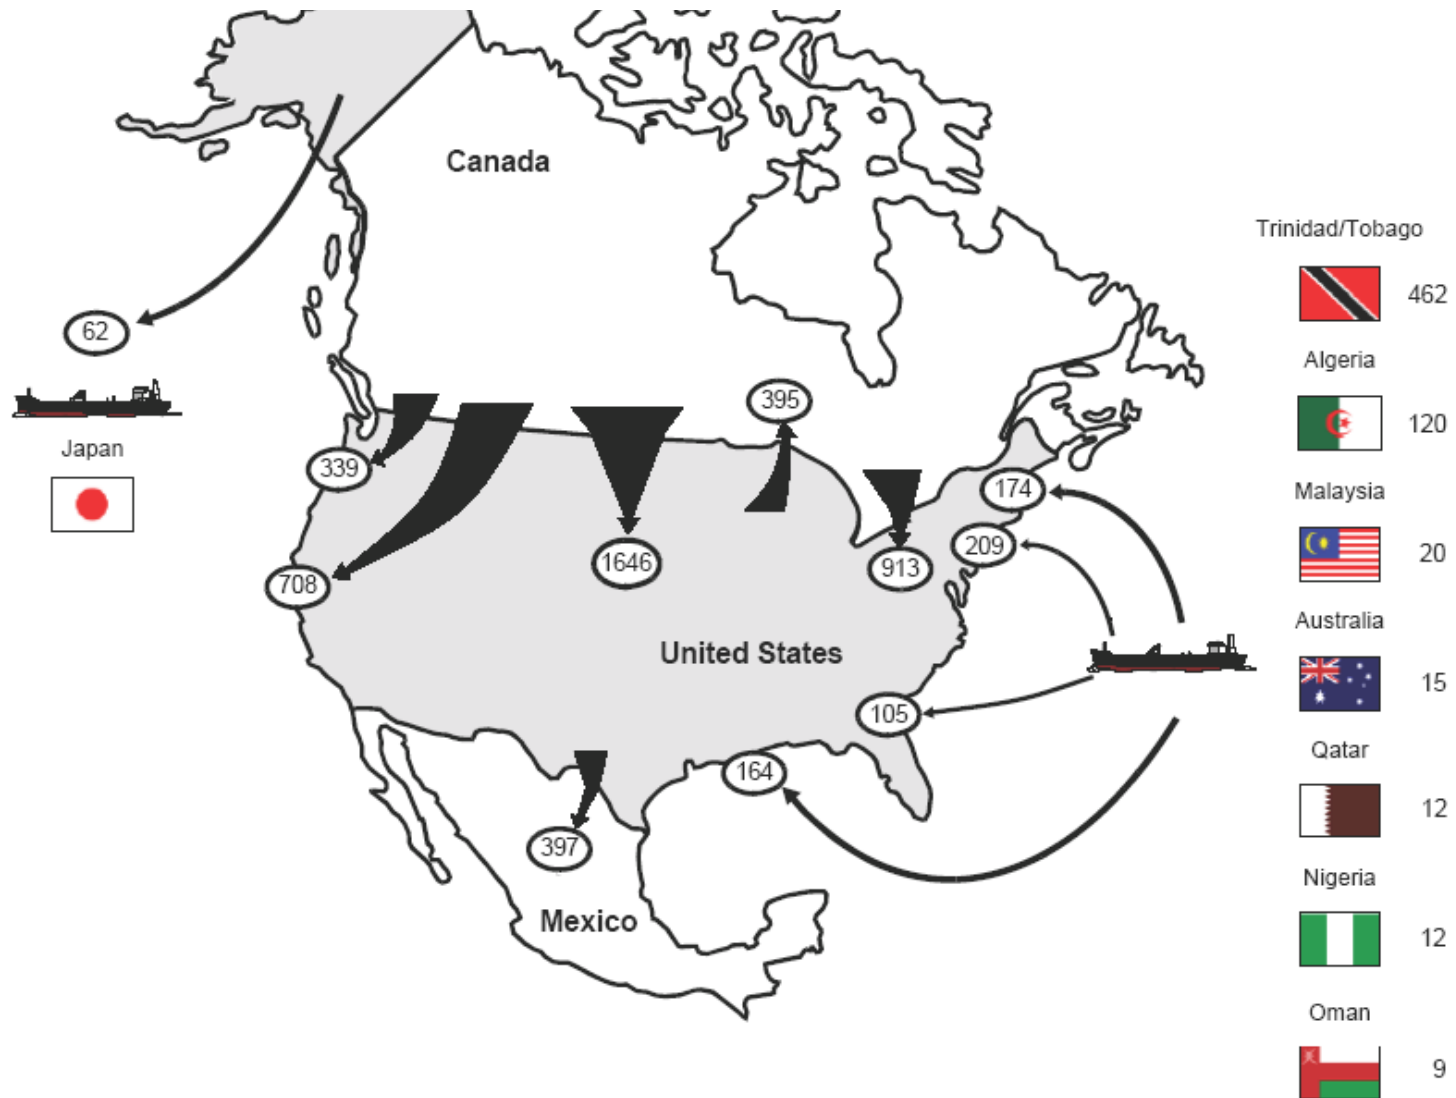 Canada
Trinidad/Tobago
462
62
Algeria
395
120
Japan
339
174
Malaysia
209
20
1646
913
708
Australia
United States
15
105
Qatar
164
12
397
Nigeria
Mexico
12
Oman
9